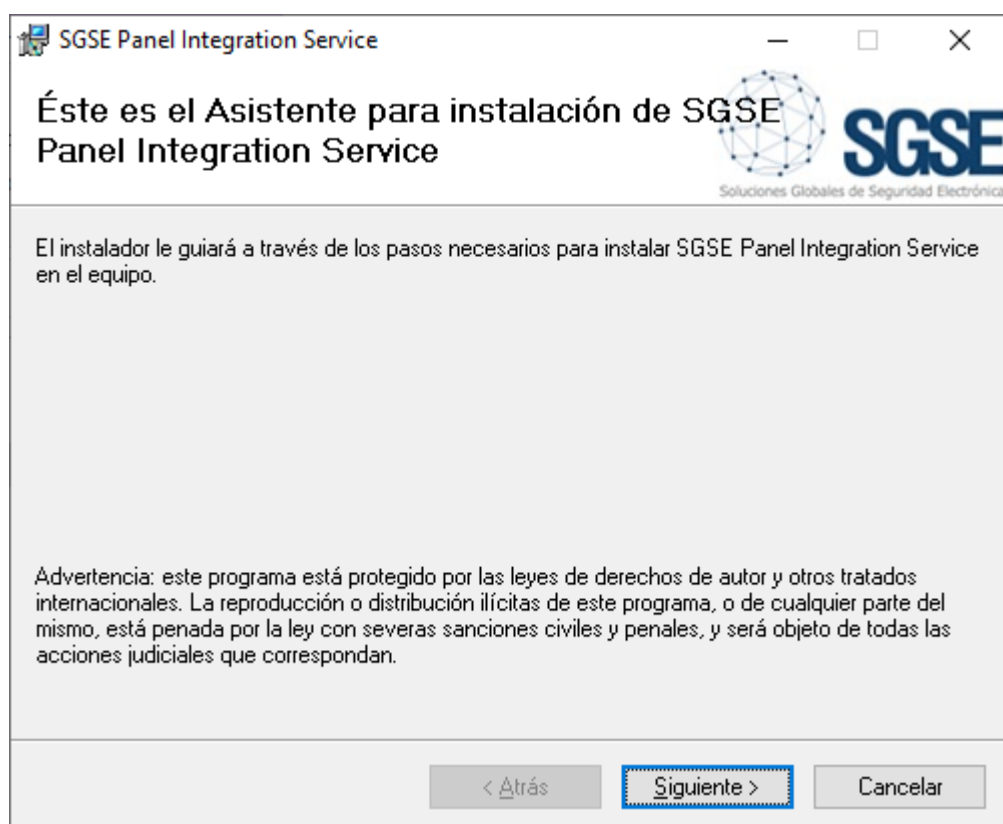 SGSE Panel Integration Service
Éste es el Asistente para instalación de SGSE
Panel Integration Service
SGSE
Soluciones Globales de Seguridad Electrónica
El instalador le guiará a través de los pasos necesarios para instalar SGSE Panel Integration Service
en el equipo.
Advertencia: este programa está protegido por las leyes de derechos de autor y otros tratados
internacionales. La reproducción o distribución ilícitas de este programa, o de cualquier parte del
mismo, está penada por la ley con severas sanciones civiles y penales, y será objeto de todas las
acciones judiciales que correspondan.
< Atrás
Siguiente >
Cancelar